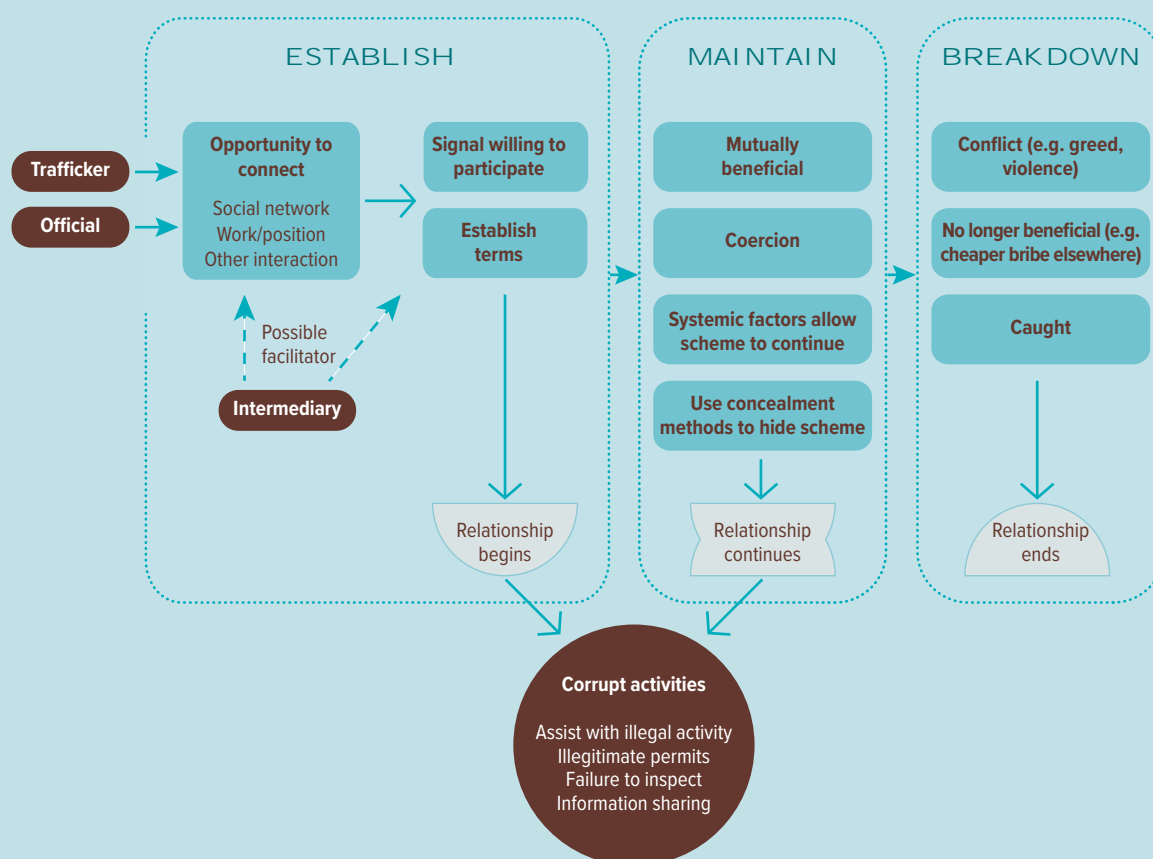 ESTABLISH
Trafficker
Official
Opportunity to
connect
Social network
Work/position
Other interaction
Possible
facilitator
Intermediary
Signal willing to
participate
Establish
terms
Relationship
begins
MAINTAIN
Mutually
beneficial
Coercion
Systemic factors allow
scheme to continue
Use concealment
methods to hide scheme
Relationship
continues
BREAKDOWN
Conflict (e.g. greed,
violence)
No longer beneficial (e.g.
cheaper bribe elsewhere)
Caught
Relationship
ends
Corrupt activities
Assist with illegal activity
Illegitimate permits
Failure to inspect
Information sharing